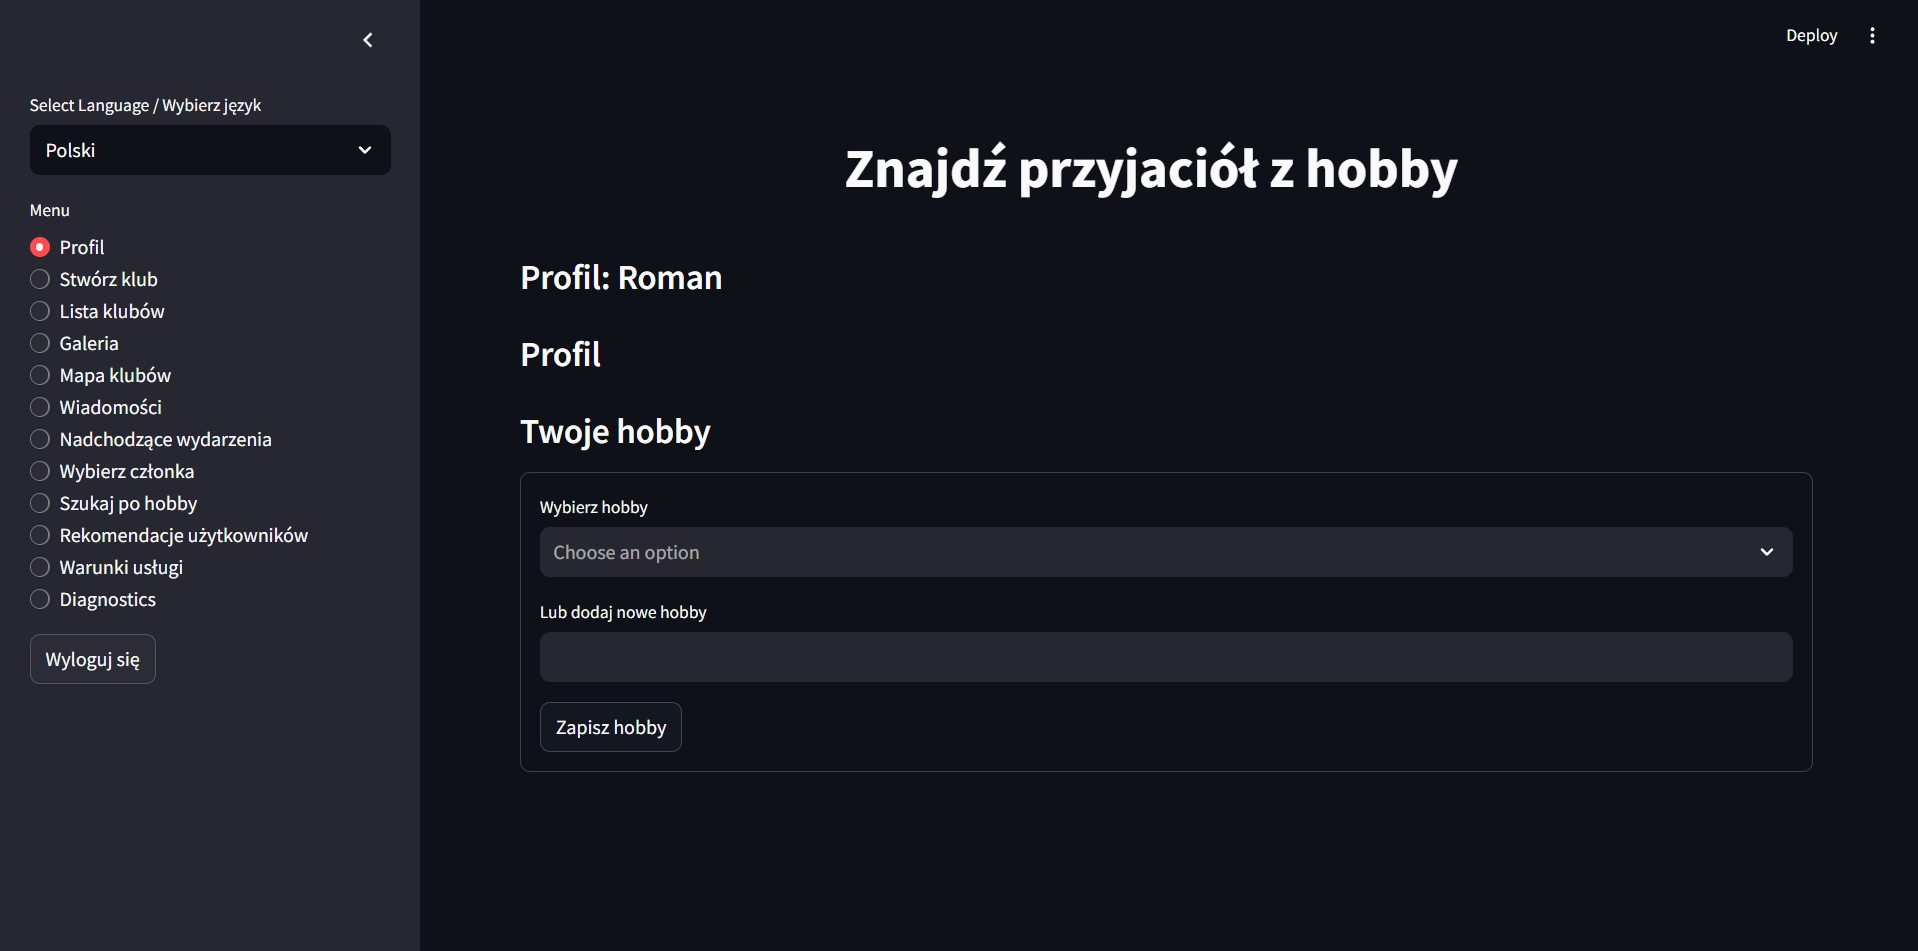 Select Language / Wybierz język
Polski
Menu
Profil
Stwórz klub
Lista klubów
Galeria
Mapa klubów
Wiadomości
Nadchodzące wydarzenia
Wybierz członka
Szukaj po hobby
Rekomendacje użytkowników
Warunki usługi
Diagnostics
Wyloguj się
Deploy
Znajdź przyjaciół z hobby
Profil: Roman
Profil
Twoje hobby
Wybierz hobby
Choose an option
Lub dodaj nowe hobby
Zapisz hobby